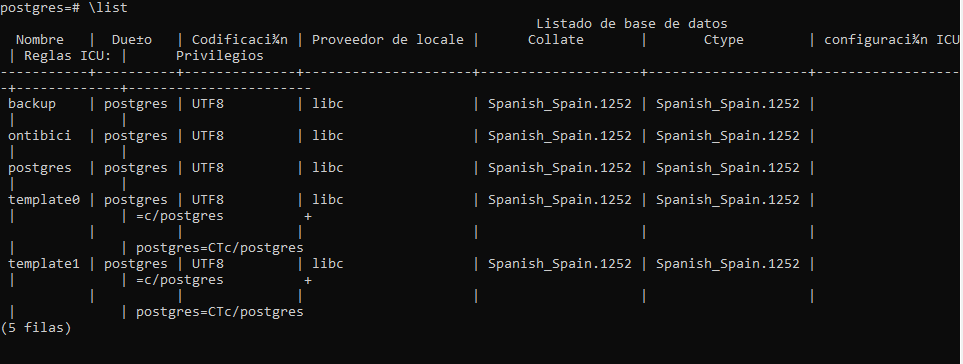 postgres=# \list
Listado de base de datos
Nombre | Due±o | Codificaci¾n | Proveedor de locale | Collate | Ctype | configuraci¾n ICU
| Reglas ICU: | Privilegios
-----------+----------+--------------+---------------------+--------------------+--------------------+------------------
-+-------------+-----------------------
backup | postgres | UTF8 | libc | Spanish_Spain.1252 | Spanish_Spain.1252 |
| |
ontibici | postgres | UTF8 | libc | Spanish_Spain.1252 | Spanish_Spain.1252 |
| |
postgres | postgres | UTF8 | libc | Spanish_Spain.1252 | Spanish_Spain.1252 |
| |
template0 | postgres | UTF8 | libc | Spanish_Spain.1252 | Spanish_Spain.1252 |
| | =c/postgres +
| | | | | |
| | postgres=CTc/postgres
template1 | postgres | UTF8 | libc | Spanish_Spain.1252 | Spanish_Spain.1252 |
| | =c/postgres +
| | | | | |
| | postgres=CTc/postgres
(5 filas)